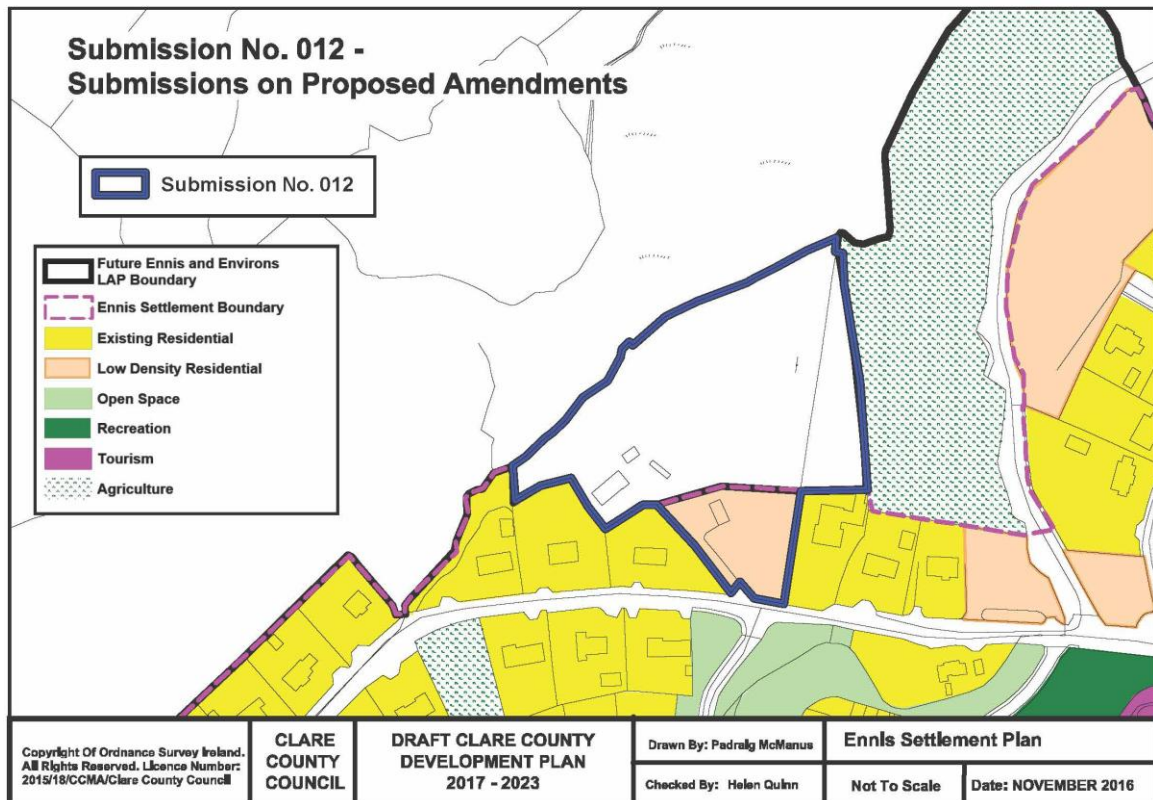 Submission No. 012 -
Submissions on Proposed Amendments
Submission No. 012
Future Ennis and Environs
LAP Boundary
Ennis Settlement Boundary
Existing Residential
Low Density Residential
Open Space
Recreation
Tourism
Agriculture
Copyright Of Ordnance Survey Ireland.
All Rights Reserved. Licence Number:
2015/18/CCMA/Clare County Council
CLARE
COUNTY
COUNCIL
DRAFT CLARE COUNTY
DEVELOPMENT PLAN
2017 - 2023
Drawn By: Padraig McManus
Checked By: Helen Quinn
Ennis Settlement Plan
Not To Scale
Date: NOVEMBER 2016